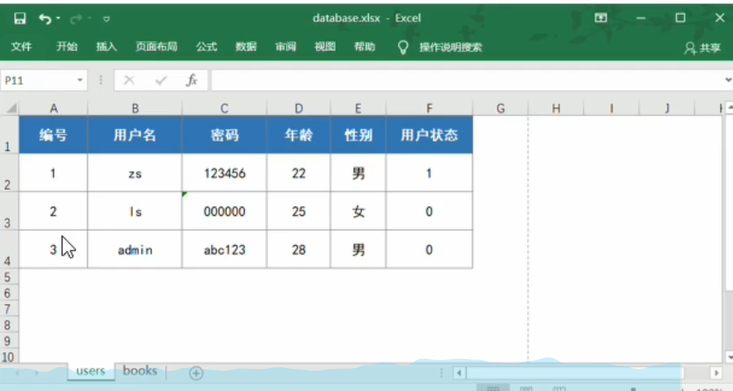 database.xlsx - Excel
文件 开始 插入 页面布局 公式 数据 审阅 视图 帮助 操作说明搜索 共享
P11 fx
A B C D E F G H I J
1 编号 用户名 密码 年龄 性别 用户状态
2 1 zs 123456 22 男 1
3 2 ls 000000 25 女 0
4 3 admin abc123 28 男 0
5
6
7
8
9
10
users books